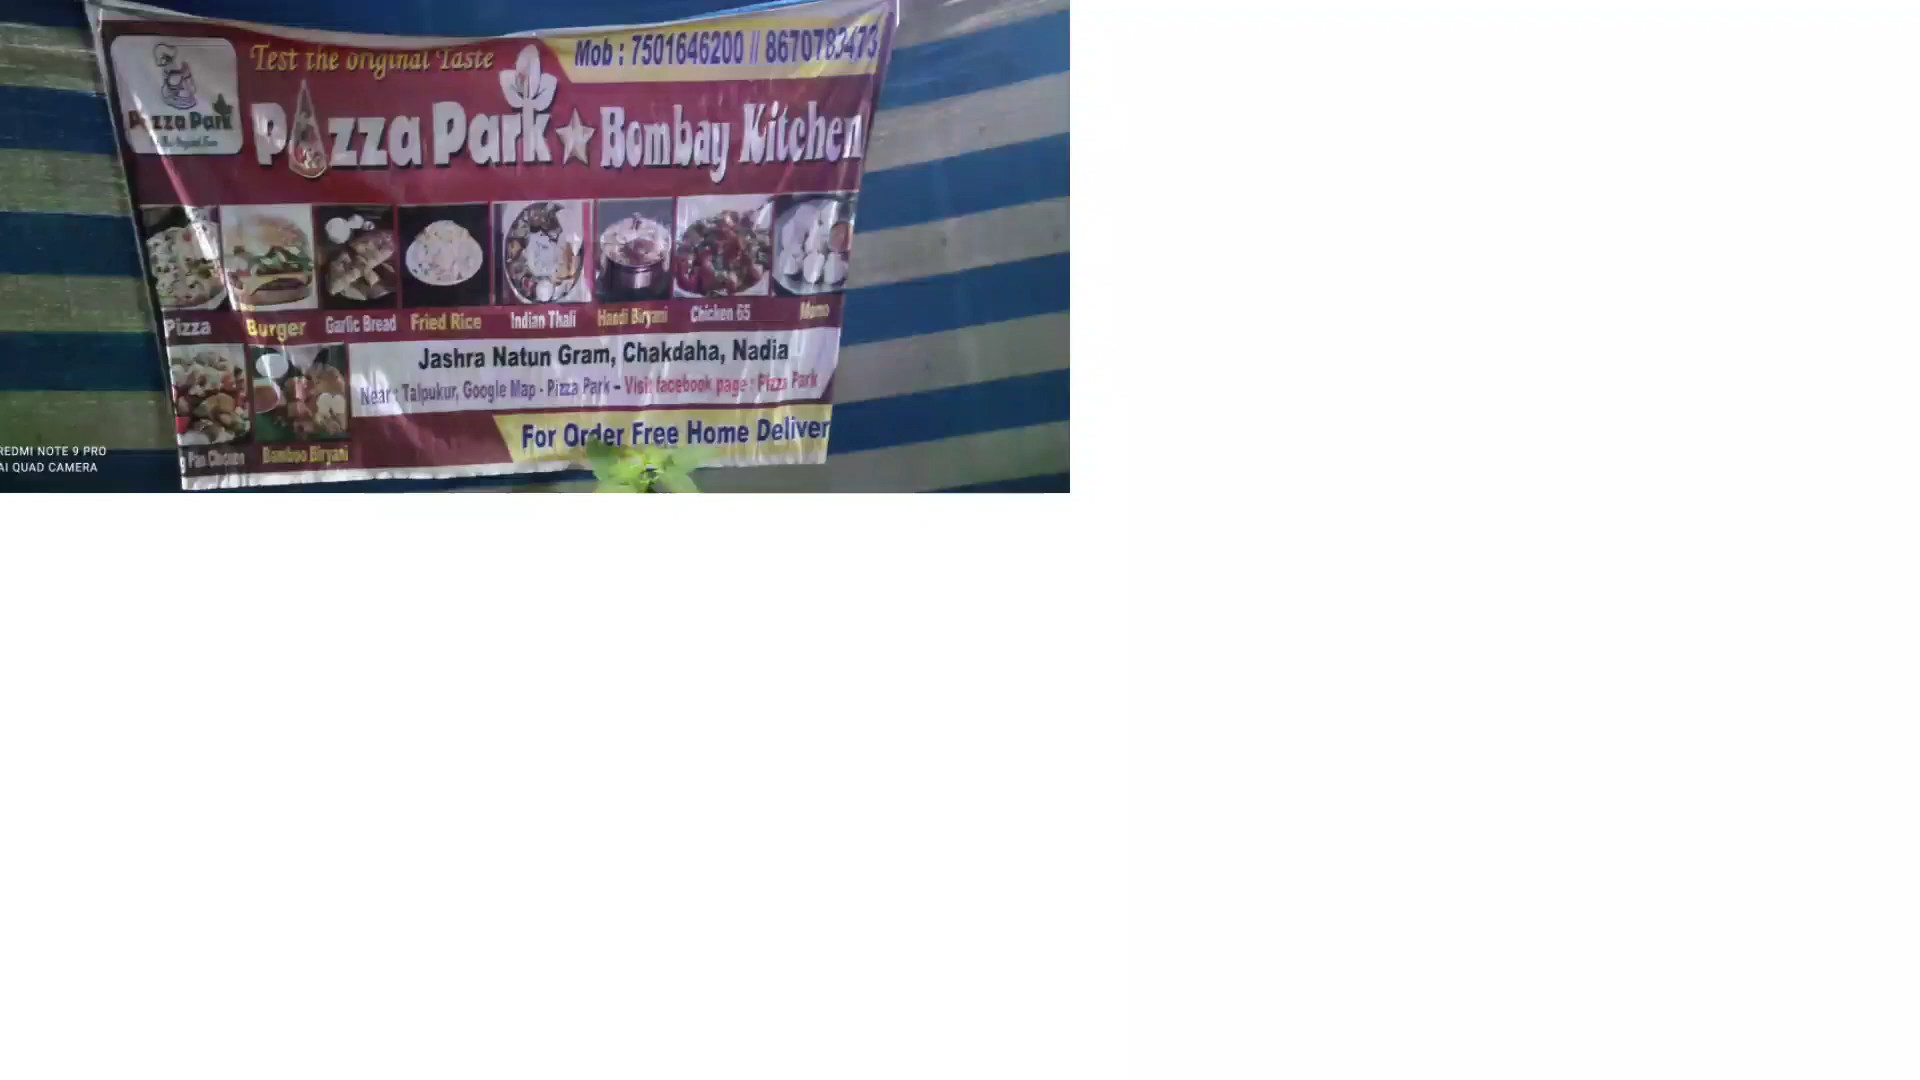 Test the original Taste
Mob : 7501646200 || 8670783473
Pizza Park
Pizza Park ★ Bombay Kitchen
Pizza Burger Garlic Bread Fried Rice Indian Thali Handi Biryani Chicken 65 Momo
Jashra Natun Gram, Chakdaha, Nadia
Near : Talpukur, Google Map - Pizza Park – Visit facebook page : Pizza Park
For Order Free Home Deliver
Bamboo Biryani
REDMI NOTE 9 PRO
AI QUAD CAMERA